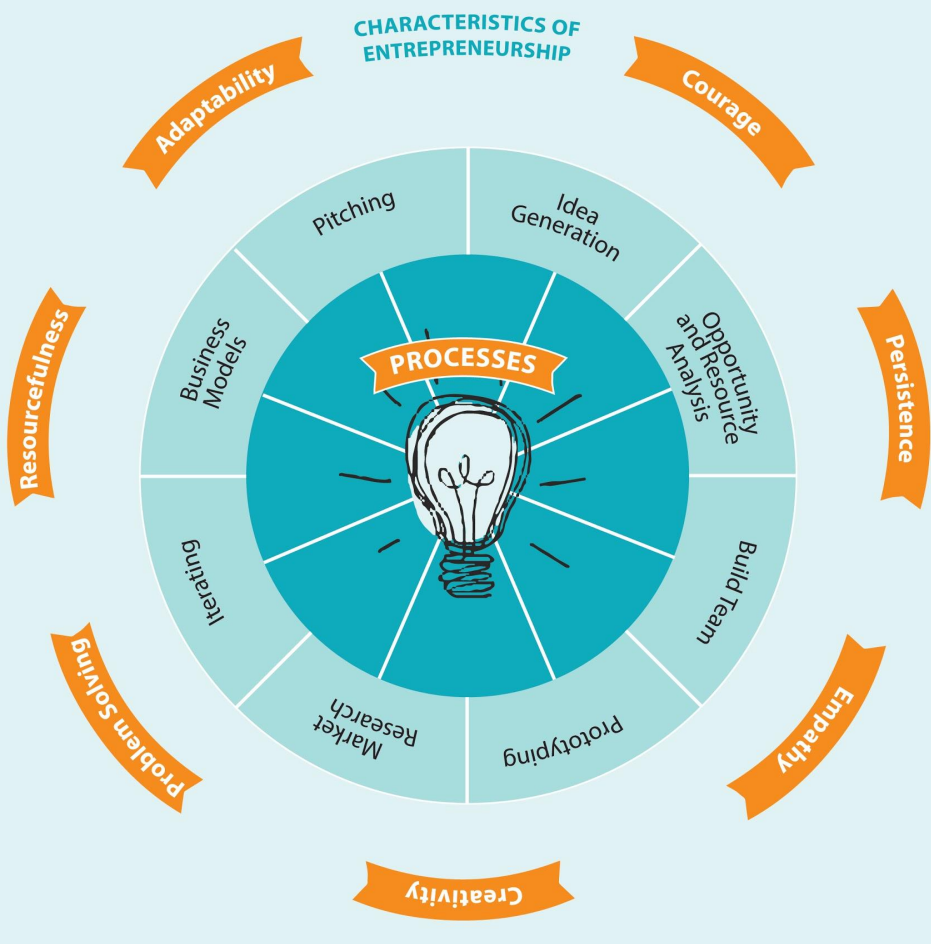 CHARACTERISTICS OF
ENTREPRENEURSHIP
Courage
Persistence
Empathy
Creativity
Problem Solving
Resourcefulness
Adaptability
Idea
Generation
Opportunity
and Resource
Analysis
Build Team
Prototyping
Market
Research
Iterating
Business
Models
Pitching
PROCESSES